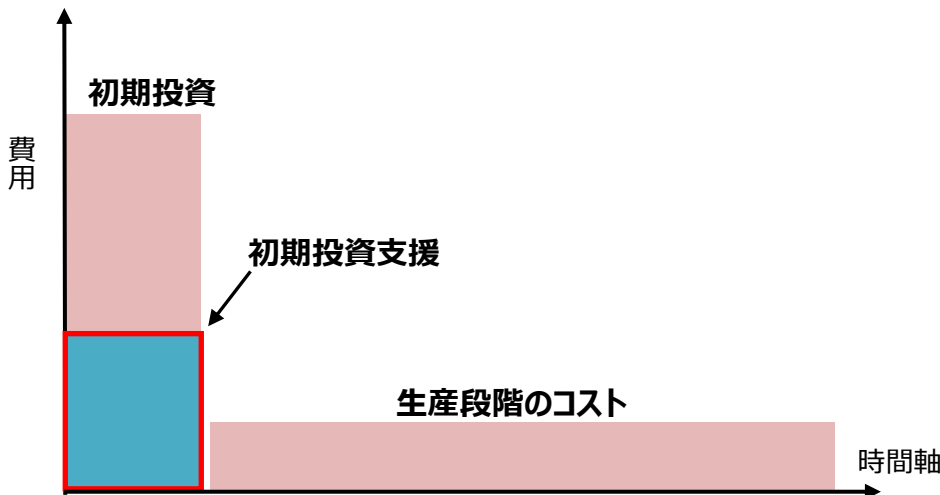 初期投資
費用
初期投資支援
生産段階のコスト
時間軸